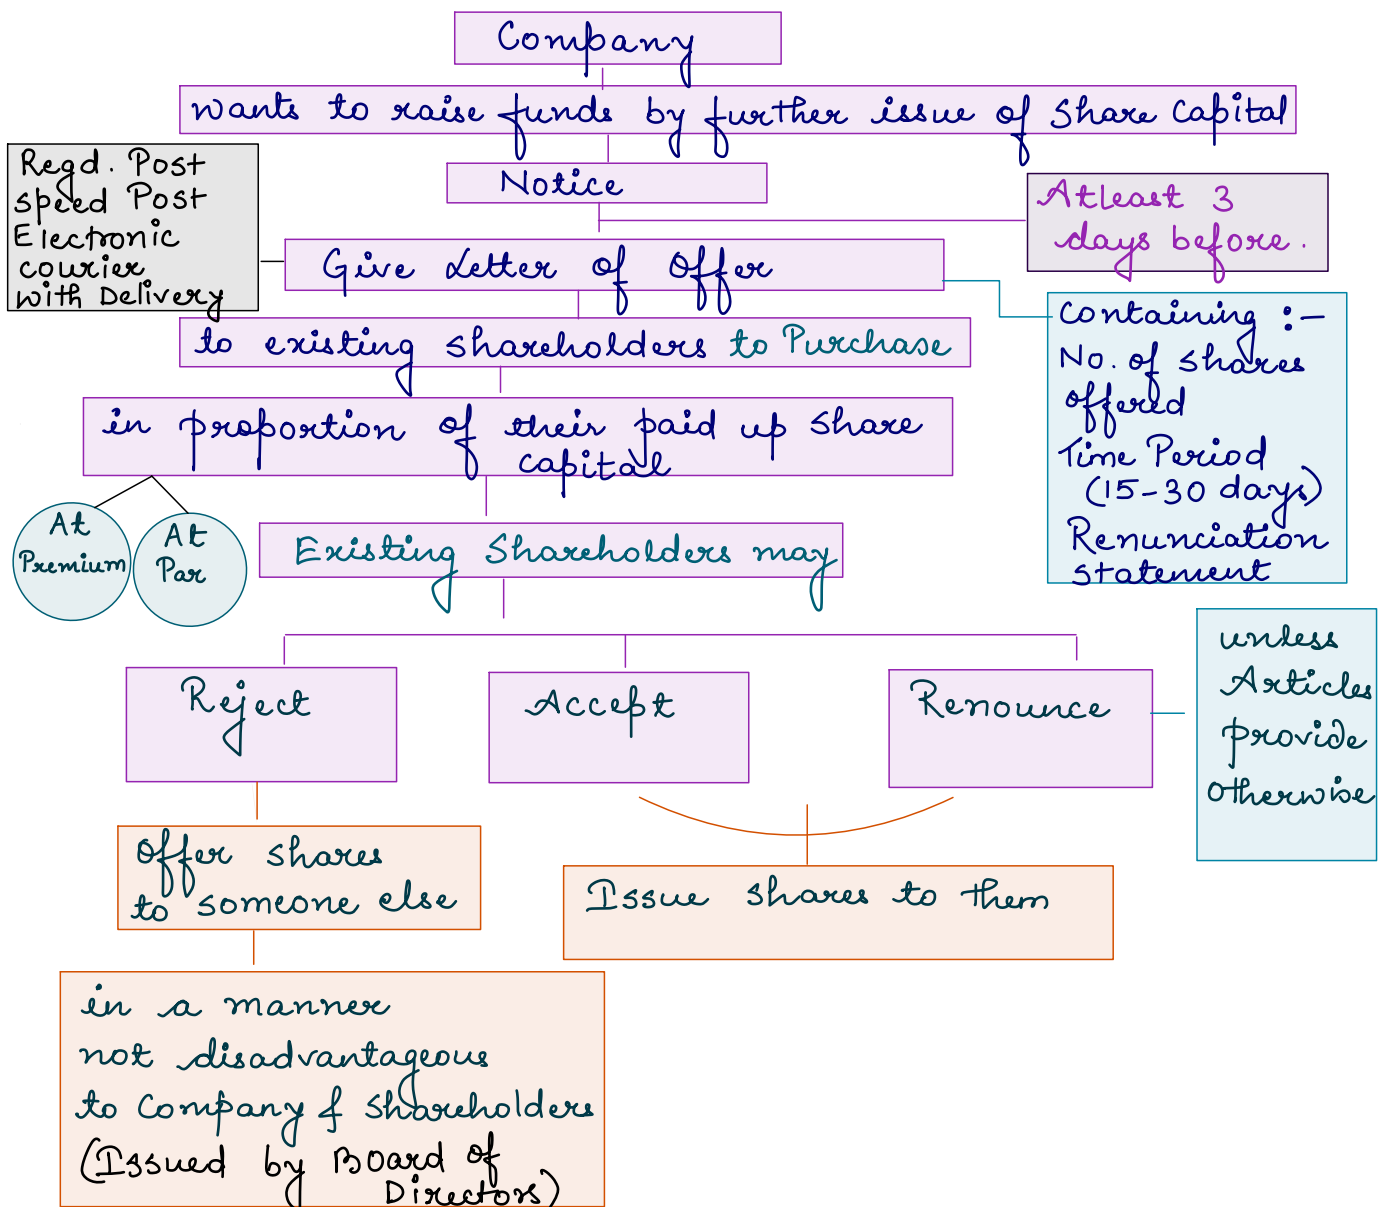 Company
wants to raise funds by further issue of Share Capital
Regd. Post
speed Post
Electronic
courier
with Delivery
Notice
Atleast 3
days before.
Give Letter of Offer
to existing shareholders to Purchase
containing :-
No. of shares
offered
Time Period
(15-30 days)
Renunciation
statement
in proportion of their paid up share
capital
At
Premium
At
Par
Existing Shareholders may
Reject
Accept
Renounce
unless
Articles
provide
otherwise
Offer shares
to someone else
Issue shares to them
in a manner
not disadvantageous
to Company & Shareholders
(Issued by Board of
Directors)